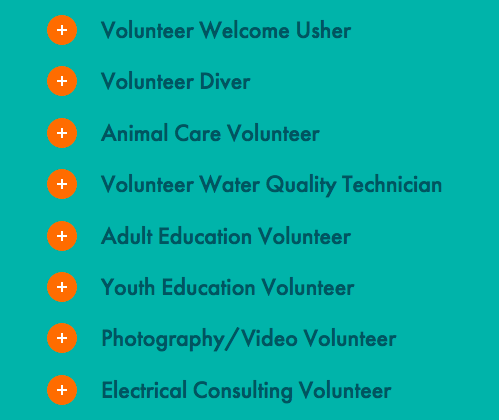 Volunteer Welcome Usher
Volunteer Diver
Animal Care Volunteer
Volunteer Water Quality Technician
Adult Education Volunteer
Youth Education Volunteer
Photography/Video Volunteer
Electrical Consulting Volunteer